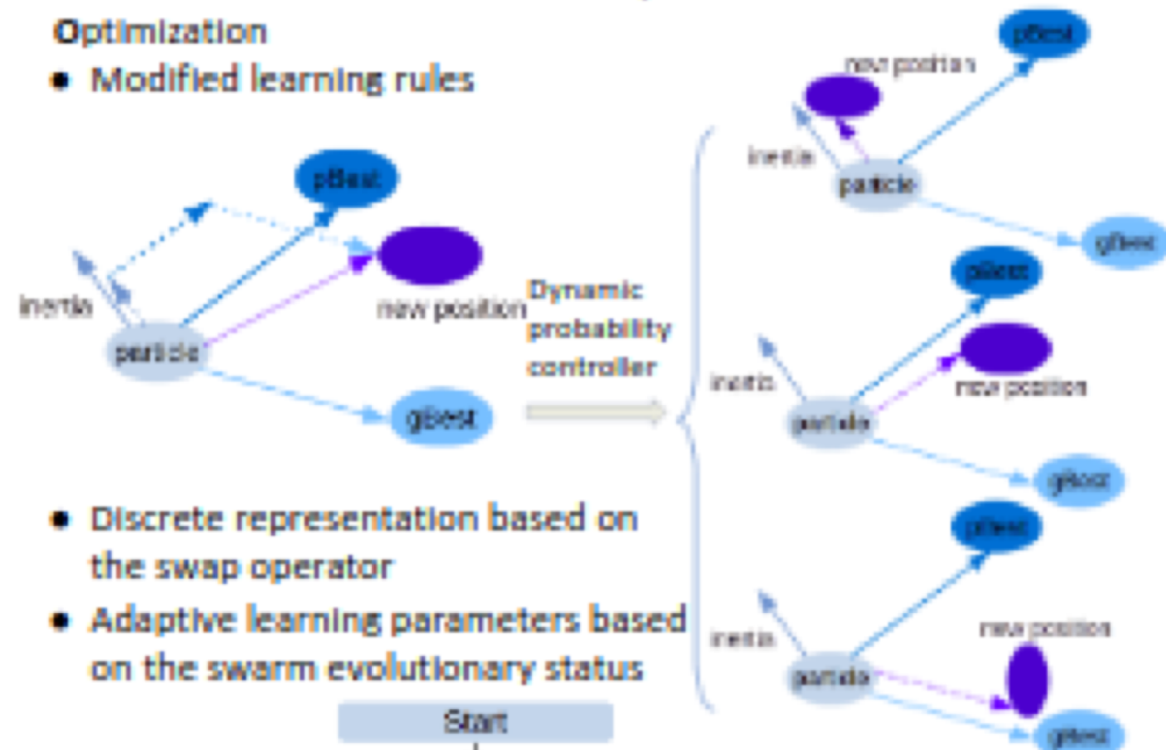 Optimization
● Modified learning rules
pBest
new position
inertia
particle
gBest
pBest
inertia
new position
particle
gBest
Dynamic
probability
controller
pBest
inertia
new position
particle
gBest
● Discrete representation based on
the swap operator
● Adaptive learning parameters based
on the swarm evolutionary status
pBest
inertia
new position
particle
gBest
Start